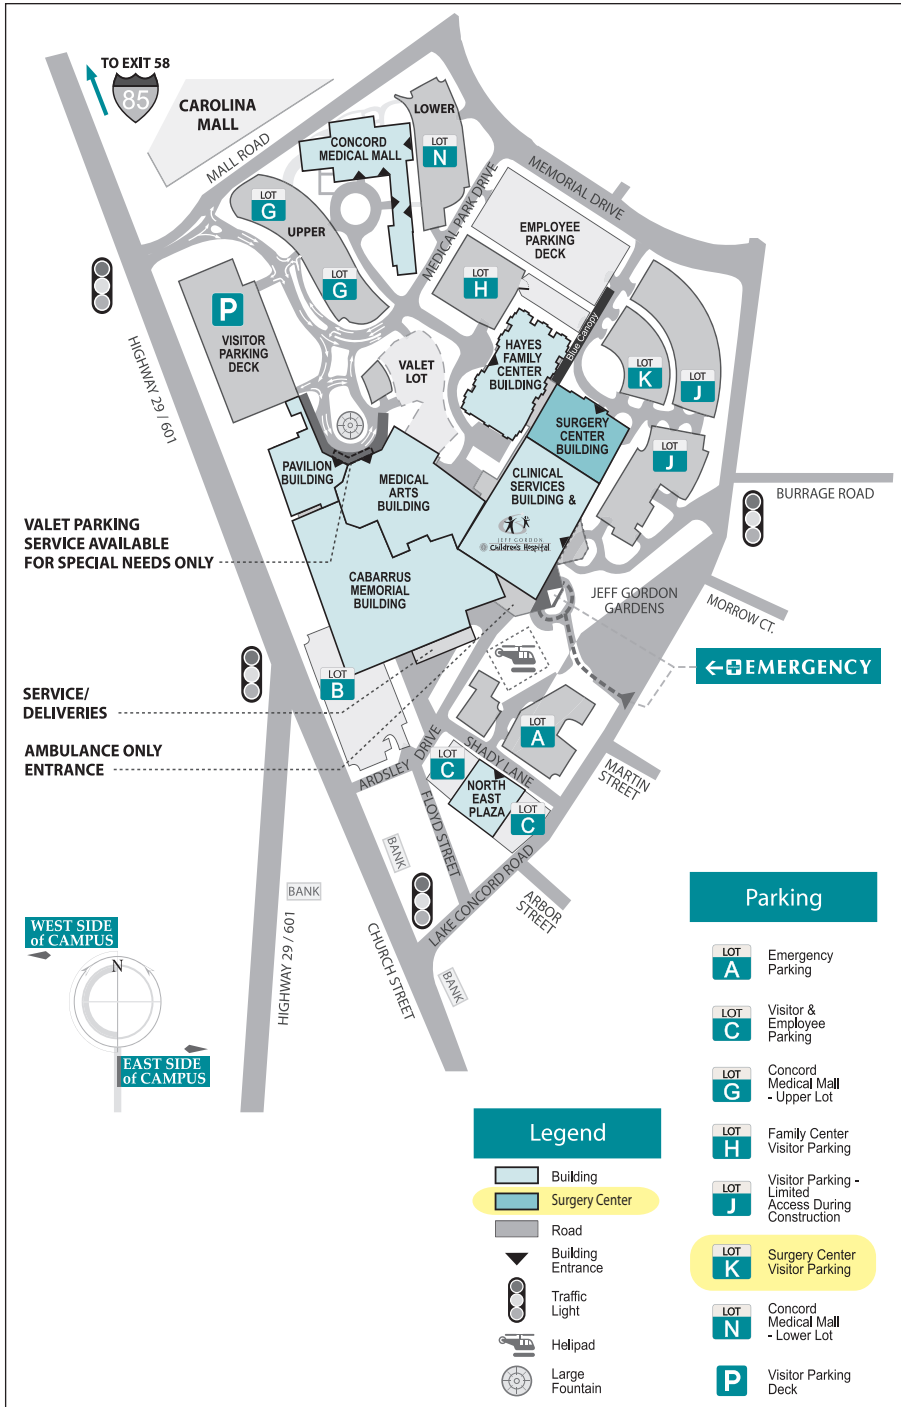 TO EXIT 58
85
CAROLINA
MALL
MALL ROAD
CONCORD
MEDICAL MALL
LOWER
LOT
N
MEDICAL PARK DRIVE
MEMORIAL DRIVE
LOT
G
UPPER
LOT
G
EMPLOYEE
PARKING
DECK
LOT
H
P
VISITOR
PARKING
DECK
HIGHWAY 29 / 601
VALET
LOT
HAYES
FAMILY
CENTER
BUILDING
Blue Canopy
LOT
K
LOT
J
SURGERY
CENTER
BUILDING
LOT
J
PAVILION
BUILDING
MEDICAL
ARTS
BUILDING
CLINICAL
SERVICES
BUILDING &
JEFF GORDON
Children's Hospital
BURRAGE ROAD
VALET PARKING
SERVICE AVAILABLE
FOR SPECIAL NEEDS ONLY
CABARRUS
MEMORIAL
BUILDING
JEFF GORDON
GARDENS
MORROW CT.
EMERGENCY
LOT
B
SERVICE/
DELIVERIES
AMBULANCE ONLY
ENTRANCE
LOT
A
ARDSLEY DRIVE
SHADY LANE
LOT
C
NORTH
EAST
PLAZA
LOT
C
MARTIN
STREET
FLOYD STREET
BANK
BANK
LAKE CONCORD ROAD
ARBOR
STREET
BANK
HIGHWAY 29 / 601
CHURCH STREET
WEST SIDE
of CAMPUS
N
EAST SIDE
of CAMPUS
Legend
Building
Surgery Center
Road
Building
Entrance
Traffic
Light
Helipad
Large
Fountain
Parking
LOT
A
Emergency
Parking
LOT
C
Visitor &
Employee
Parking
LOT
G
Concord
Medical Mall
- Upper Lot
LOT
H
Family Center
Visitor Parking
LOT
J
Visitor Parking -
Limited
Access During
Construction
LOT
K
Surgery Center
Visitor Parking
LOT
N
Concord
Medical Mall
- Lower Lot
P
Visitor Parking
Deck